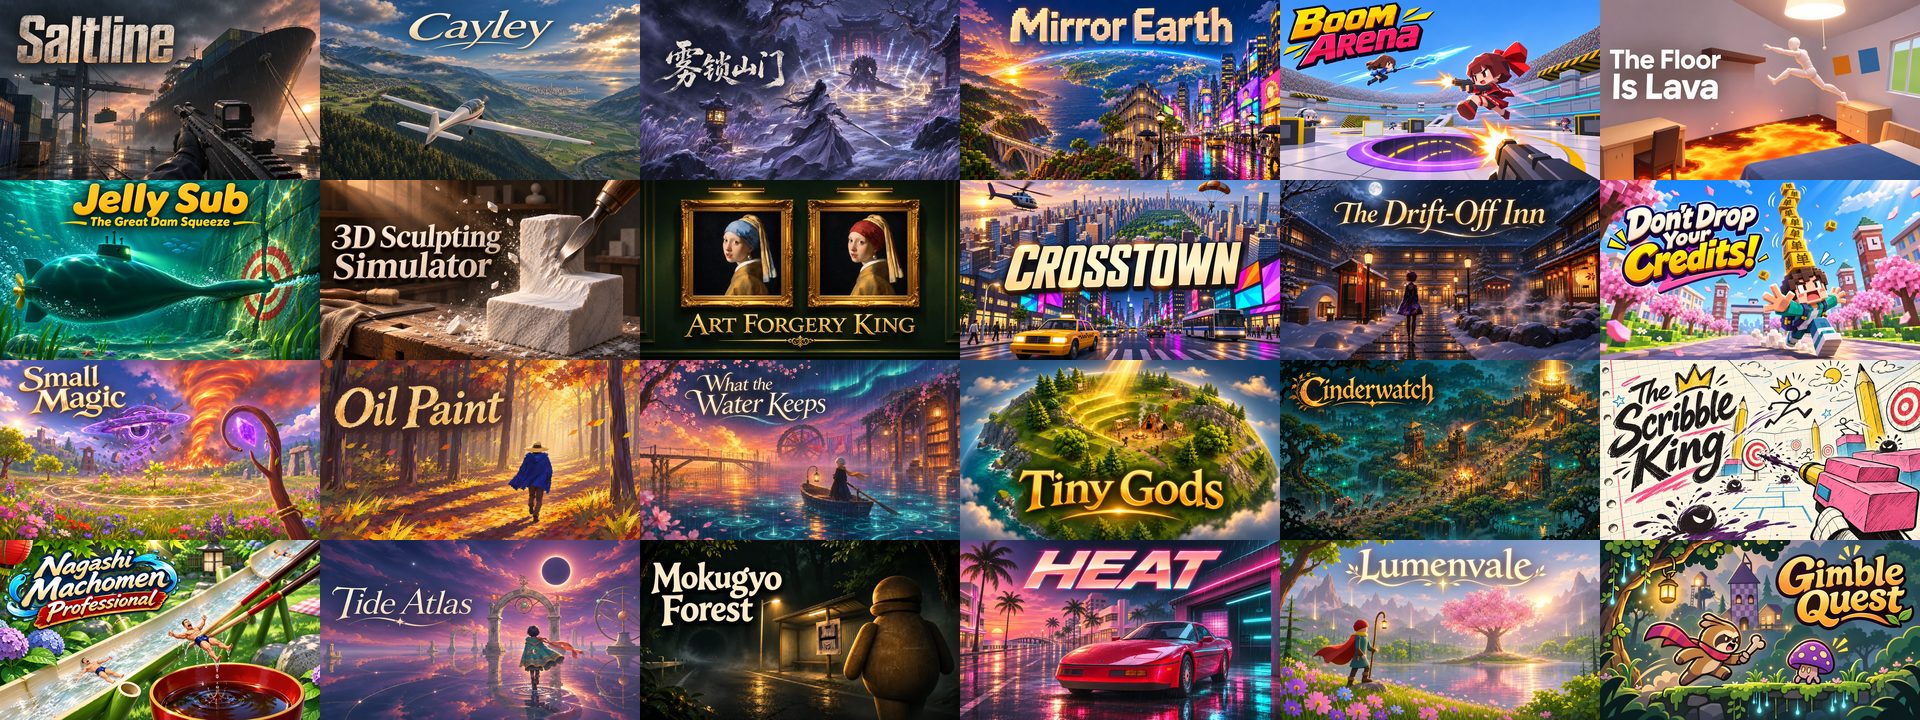 Saltline
Cayley
雾锁山门
Mirror Earth
BOOM
ARENA
The Floor
Is Lava
Jelly Sub
The Great Dam Squeeze
3D Sculpting
Simulator
ART FORGERY KING
CROSSTOWN
The Drift-Off Inn
Don't Drop
Your
Credits!
Small
Magic
Oil Paint
What the
Water Keeps
Tiny Gods
Cinderwatch
The
Scribble
King
Nagashi
Machomen
Professional
Tide Atlas
Mokugyo
Forest
HEAT
Lumenvale
Gimble
Quest